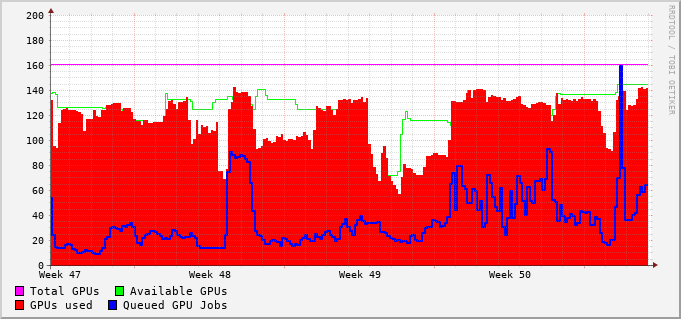 200
180
160
140
120
100
80
60
40
20
0
Week 47 Week 48 Week 49 Week 50
Total GPUs Available GPUs
GPUs used Queued GPU Jobs
RRDTOOL / TOBI OETIKER